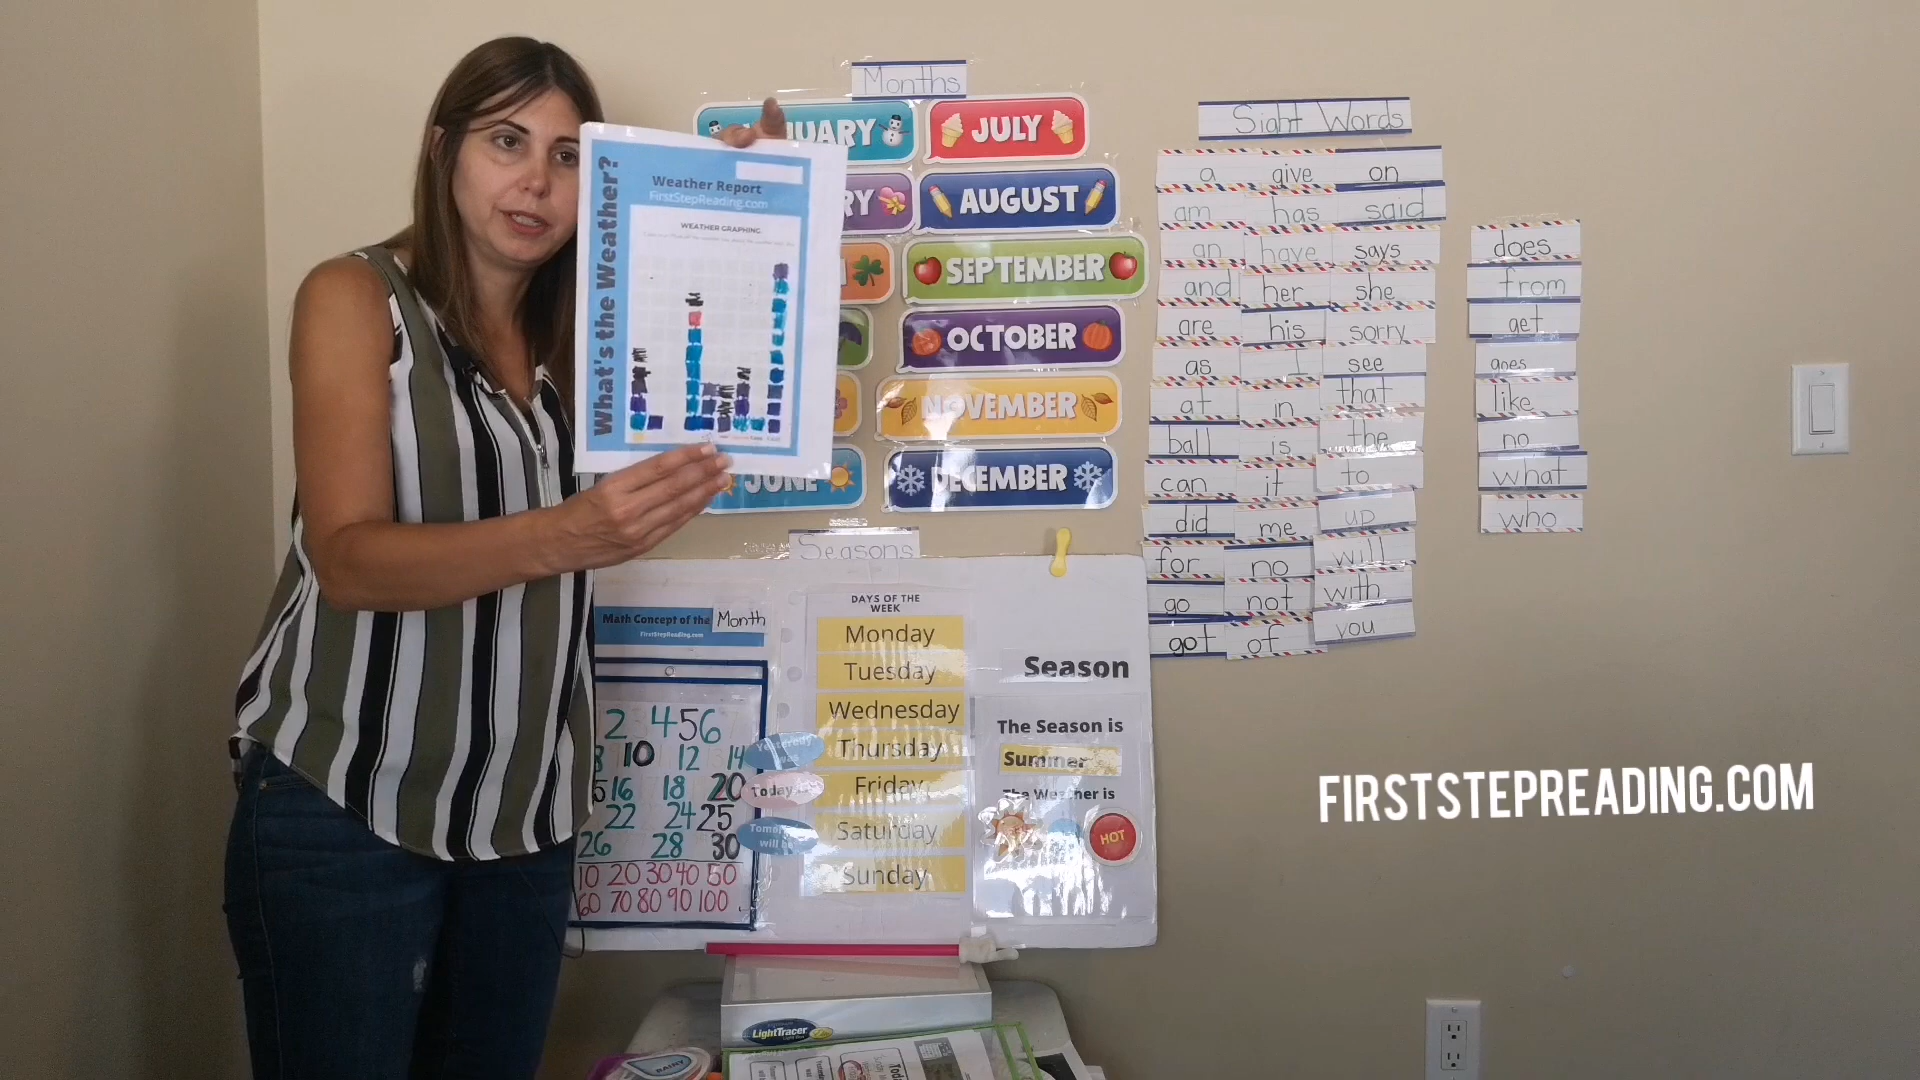 Months
JULY
AUGUST
SEPTEMBER
OCTOBER
NOVEMBER
JUNE
DECEMBER
What's the Weather?
Weather Report
FirstStepReading.com
WEATHER GRAPHING
Sight Words
a give on
am has said
an have says
and her she
are his sorry
as I see
at in that
ball is the
can it to
did me up
for no will
go not with
got of you
does
from
get
goes
like
no
what
who
Seasons
Math Concept of the Month
FirstStepReading.com
2 4 5 6
8 10 12 14
16 18 20
22 24 25
26 28 30
10 20 30 40 50
60 70 80 90 100
DAYS OF THE
WEEK
Monday
Tuesday
Wednesday
Thursday
Friday
Saturday
Sunday
Yesterday
Today is
will be
Season
The Season is
Summer
The Weather is
HOT
FIRSTSTEPREADING.COM
LightTracer
RAINY